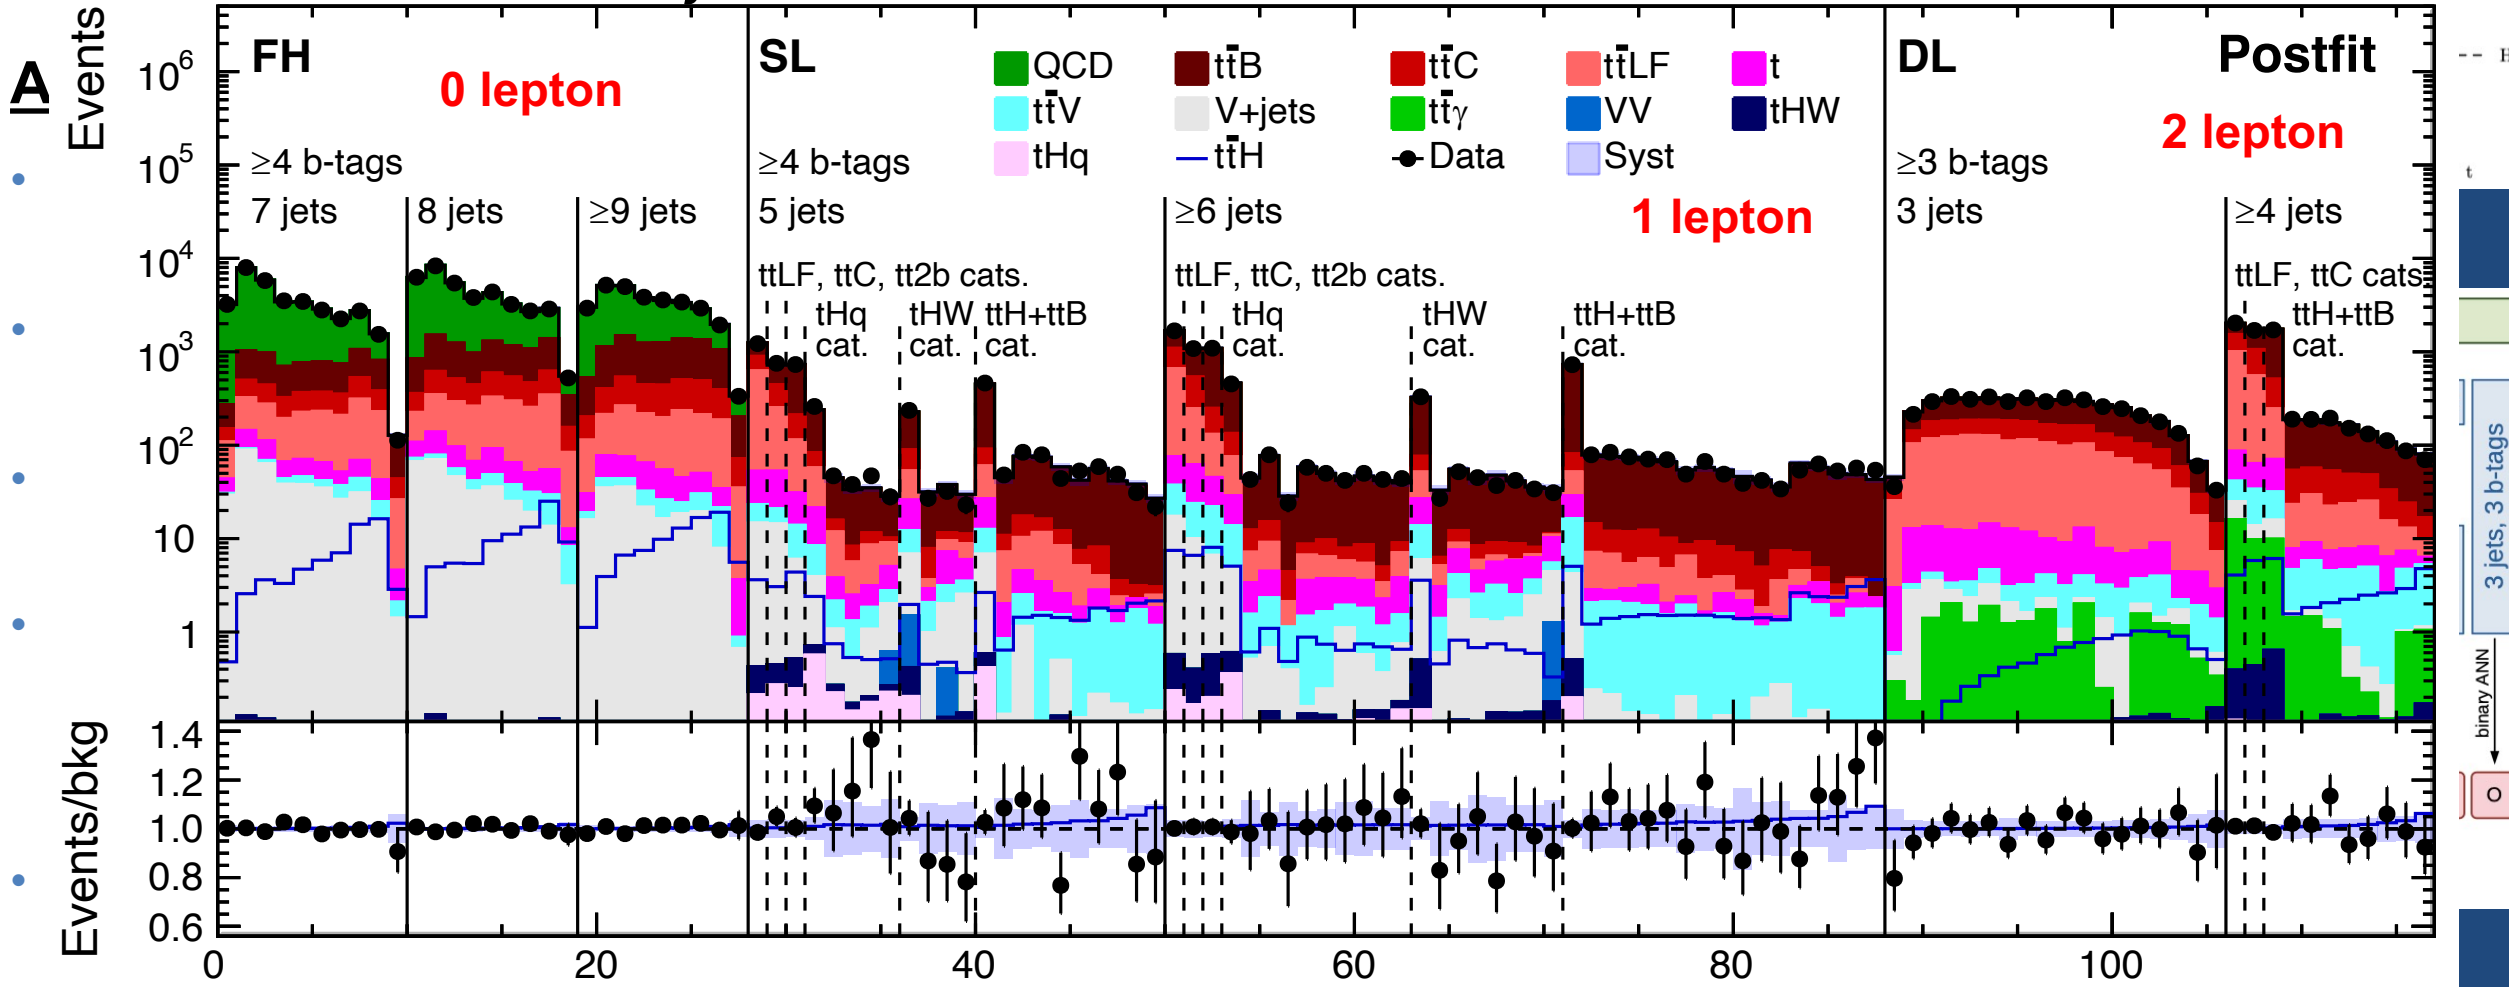 A
Events
10⁶
10⁵
10⁴
10³
10²
10
1
FH
0 lepton
≥4 b-tags
7 jets
8 jets
≥9 jets
SL
≥4 b-tags
5 jets
ttLF, ttC, tt2b cats.
tHq
cat.
tHW
cat.
ttH+ttB
cat.
QCD
tt̄B
tt̄C
tt̄LF
t
tt̄V
V+jets
tt̄γ
VV
tHW
tHq
tt̄H
Data
Syst
≥6 jets
1 lepton
ttLF, ttC, tt2b cats.
tHq
cat.
tHW
cat.
ttH+ttB
cat.
DL
Postfit
2 lepton
≥3 b-tags
3 jets
≥4 jets
ttLF, ttC cats.
ttH+ttB
cat.
Events/bkg
1.4
1.2
1.0
0.8
0.6
0
20
40
60
80
100
t
3 jets, 3 b-tags
binary ANN
O